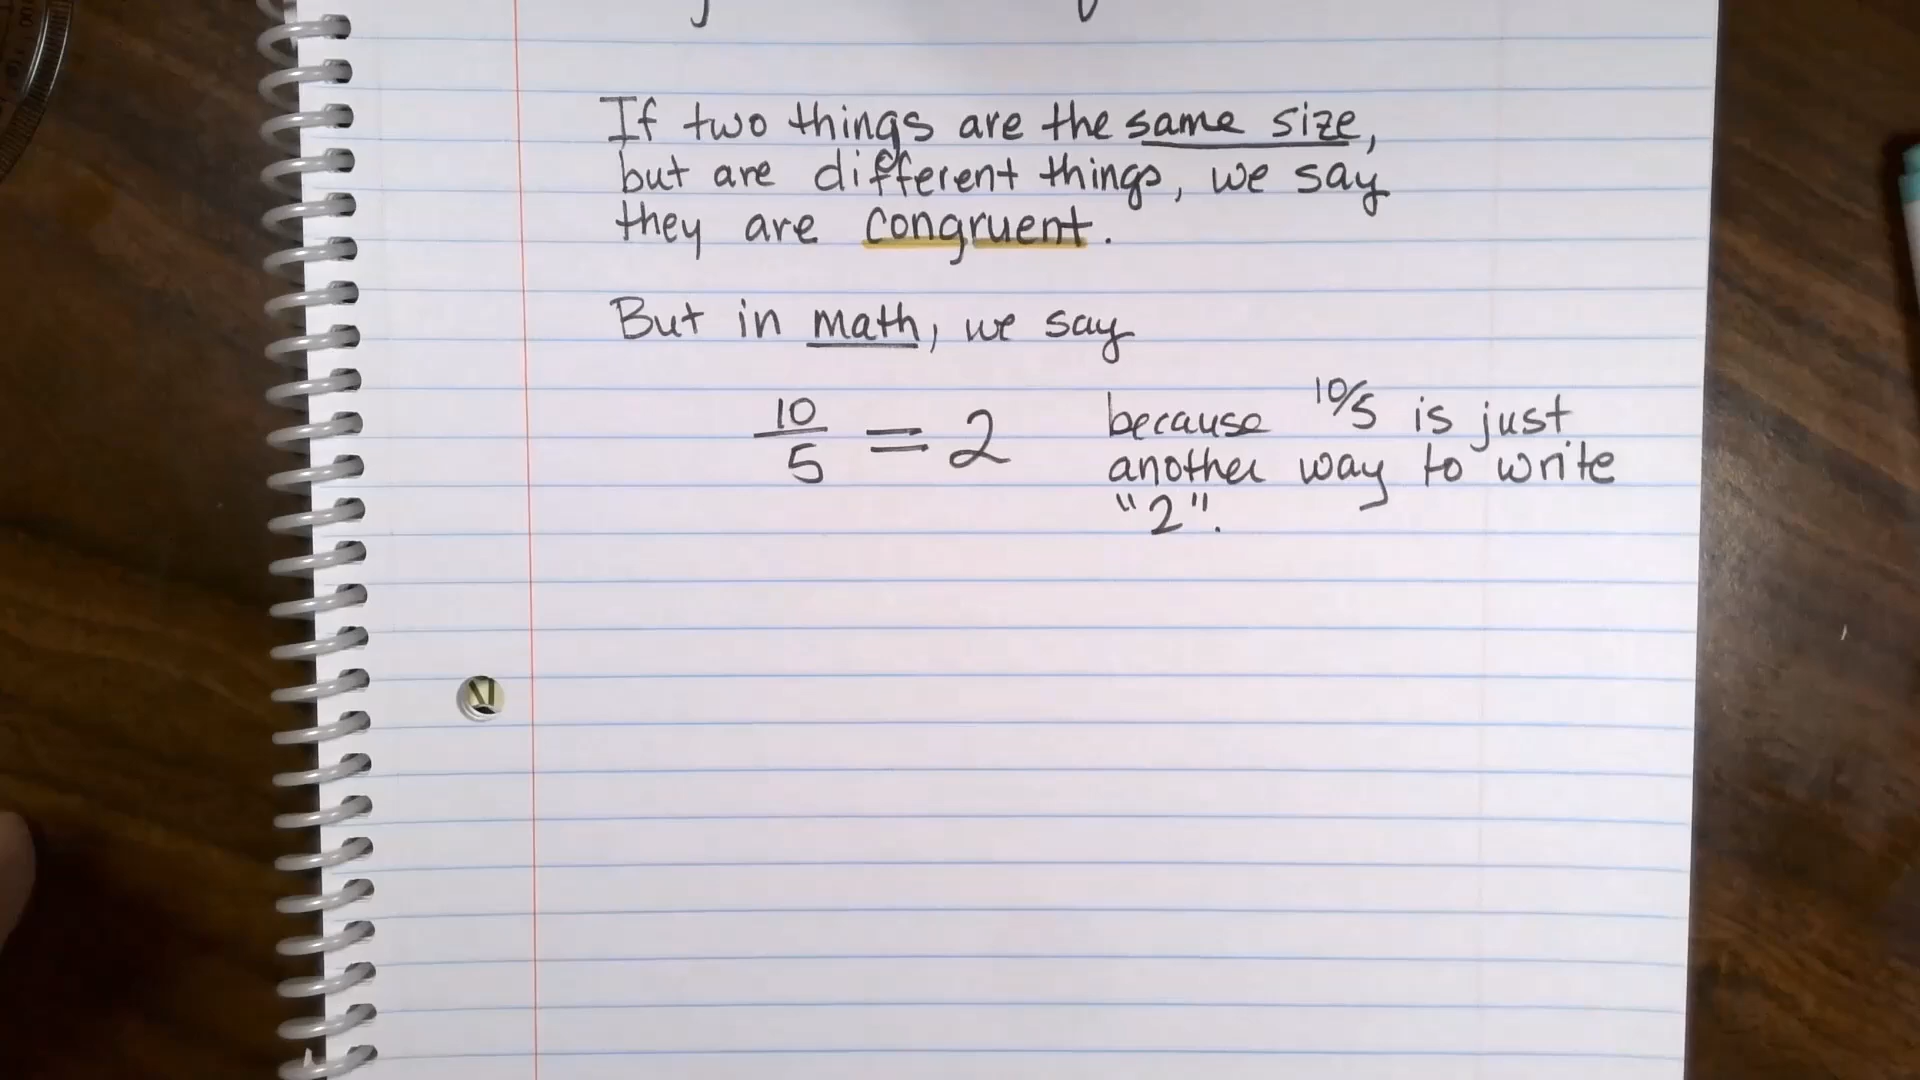 If two things are the same size,
but are different things, we say
they are congruent.
But in math, we say
10/5 = 2
because 10/5 is just
another way to write
"2".